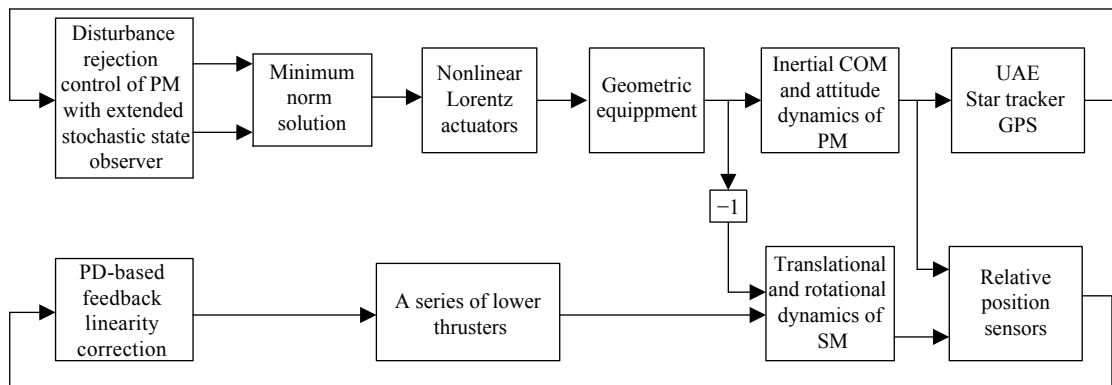 Disturbance
rejection
control of PM
with extended
stochastic state
observer
Minimum
norm
solution
Nonlinear
Lorentz
actuators
Geometric
equippment
Inertial COM
and attitude
dynamics of
PM
UAE
Star tracker
GPS
−1
PD-based
feedback
linearity
correction
A series of lower
thrusters
Translational
and rotational
dynamics of
SM
Relative
position
sensors